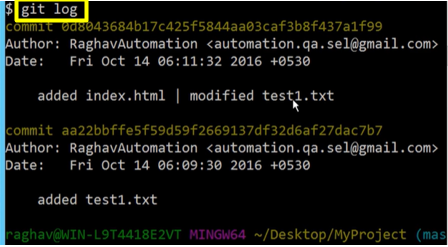 $ git log
commit 0d8043684b17c425f5844aa03caf3b8f437a1f99
Author: RaghavAutomation <automation.qa.sel@gmail.com>
Date:   Fri Oct 14 06:11:32 2016 +0530
added index.html | modified test1.txt
commit aa22bbffe5f59d59f2669137df32d6af27dac7b7
Author: RaghavAutomation <automation.qa.sel@gmail.com>
Date:   Fri Oct 14 06:09:30 2016 +0530
added test1.txt
raghav@WIN-L9T4418E2VT MINGW64 ~/Desktop/MyProject (mas